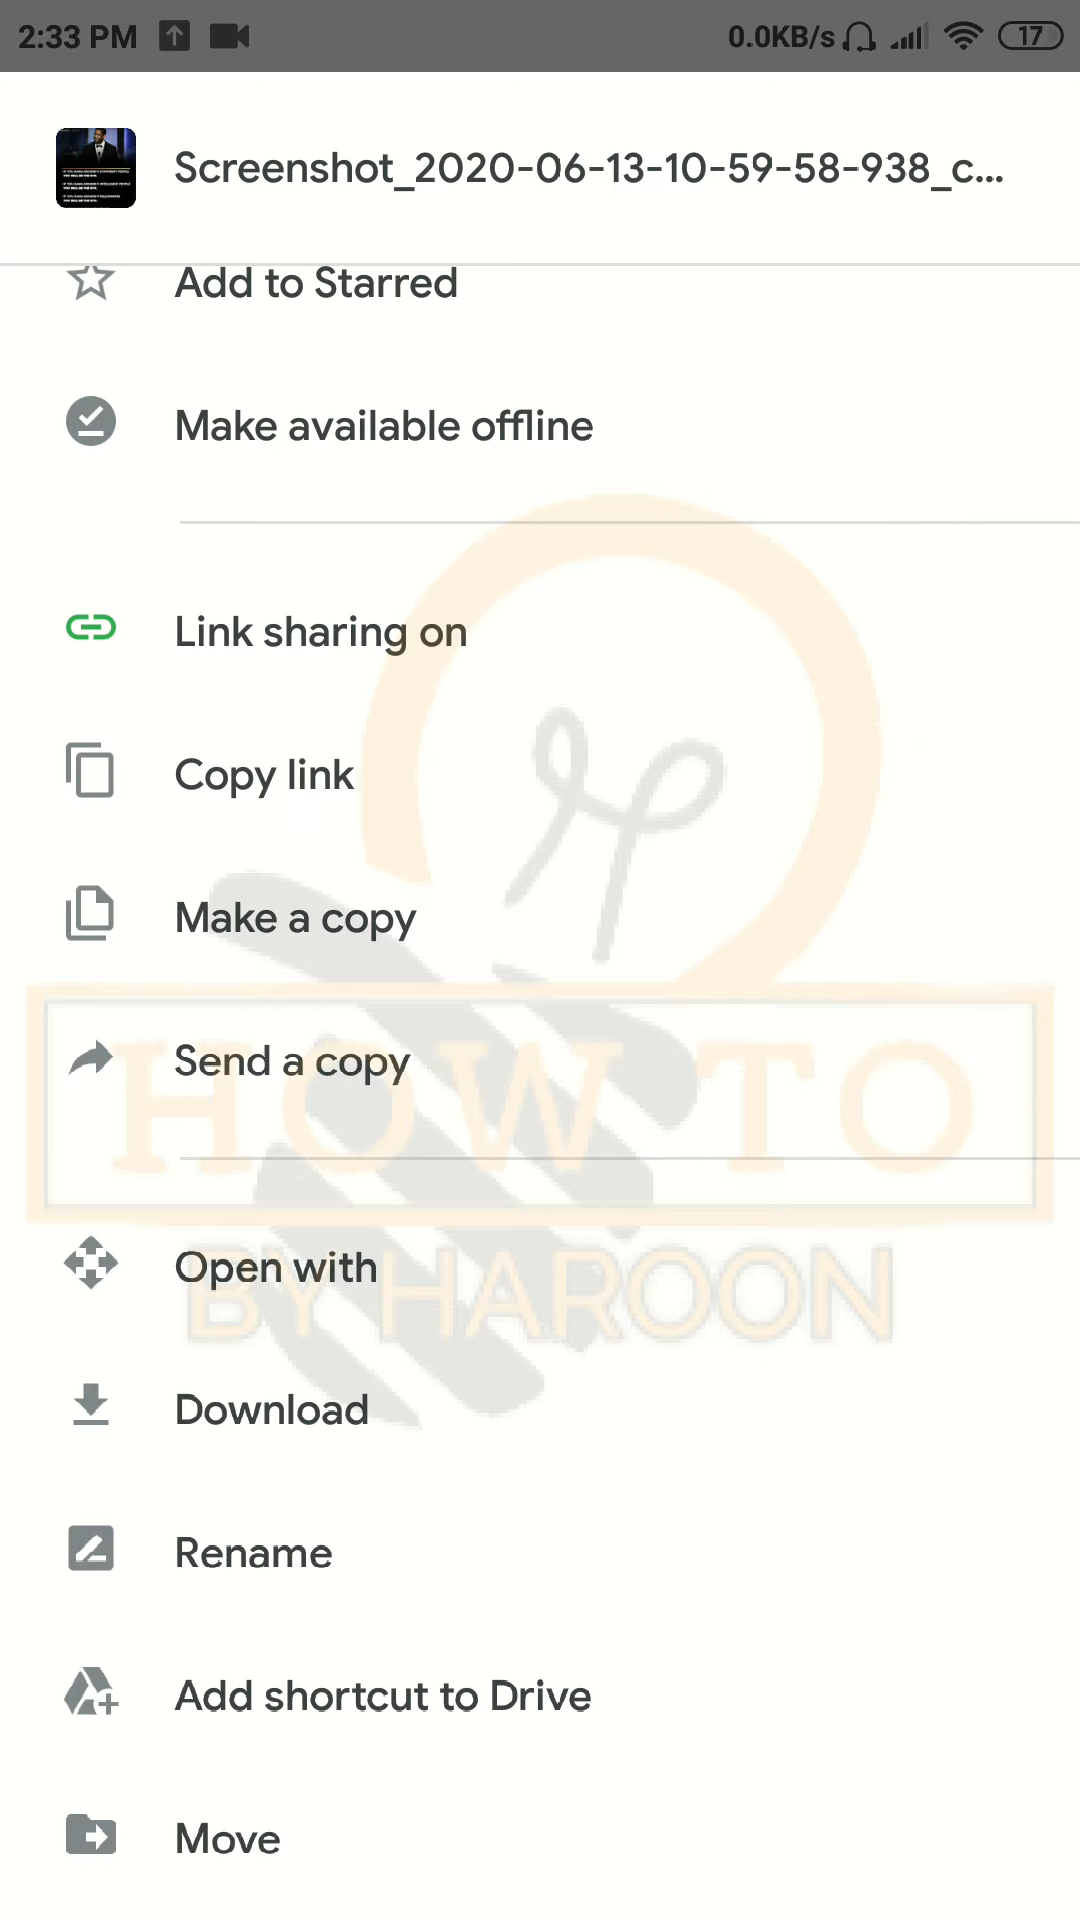 2:33 PM 0.0KB/s 17
Screenshot_2020-06-13-10-59-58-938_c...
Add to Starred
Make available offline
Link sharing on
Copy link
Make a copy
Send a copy
HOW TO
Open with
BY HAROON
Download
Rename
Add shortcut to Drive
Move